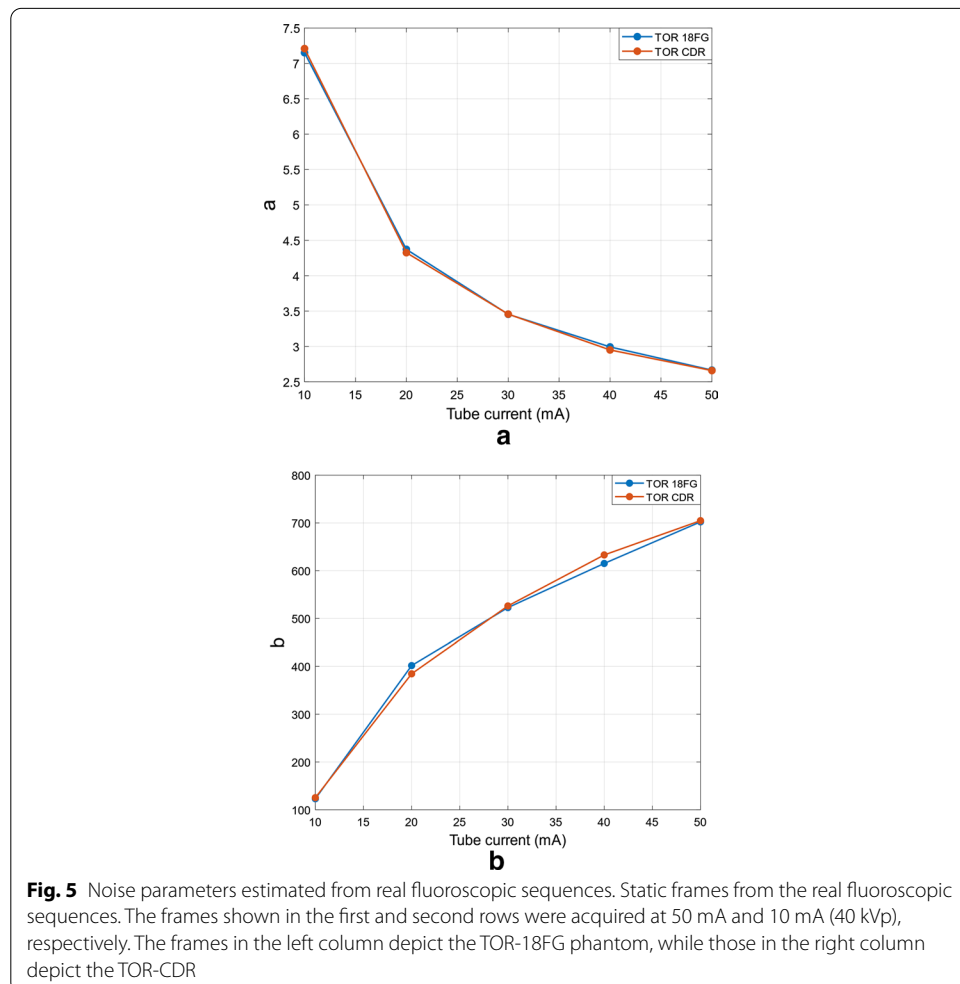 7.5
7
6.5
6
5.5
5
4.5
4
3.5
3
2.5
a
TOR 18FG
TOR CDR
10 15 20 25 30 35 40 45 50
Tube current (mA)
a
800
700
600
500
400
300
200
100
b
TOR 18FG
TOR CDR
10 15 20 25 30 35 40 45 50
Tube current (mA)
b
Fig. 5 Noise parameters estimated from real fluoroscopic sequences. Static frames from the real fluoroscopic
sequences. The frames shown in the first and second rows were acquired at 50 mA and 10 mA (40 kVp),
respectively. The frames in the left column depict the TOR-18FG phantom, while those in the right column
depict the TOR-CDR